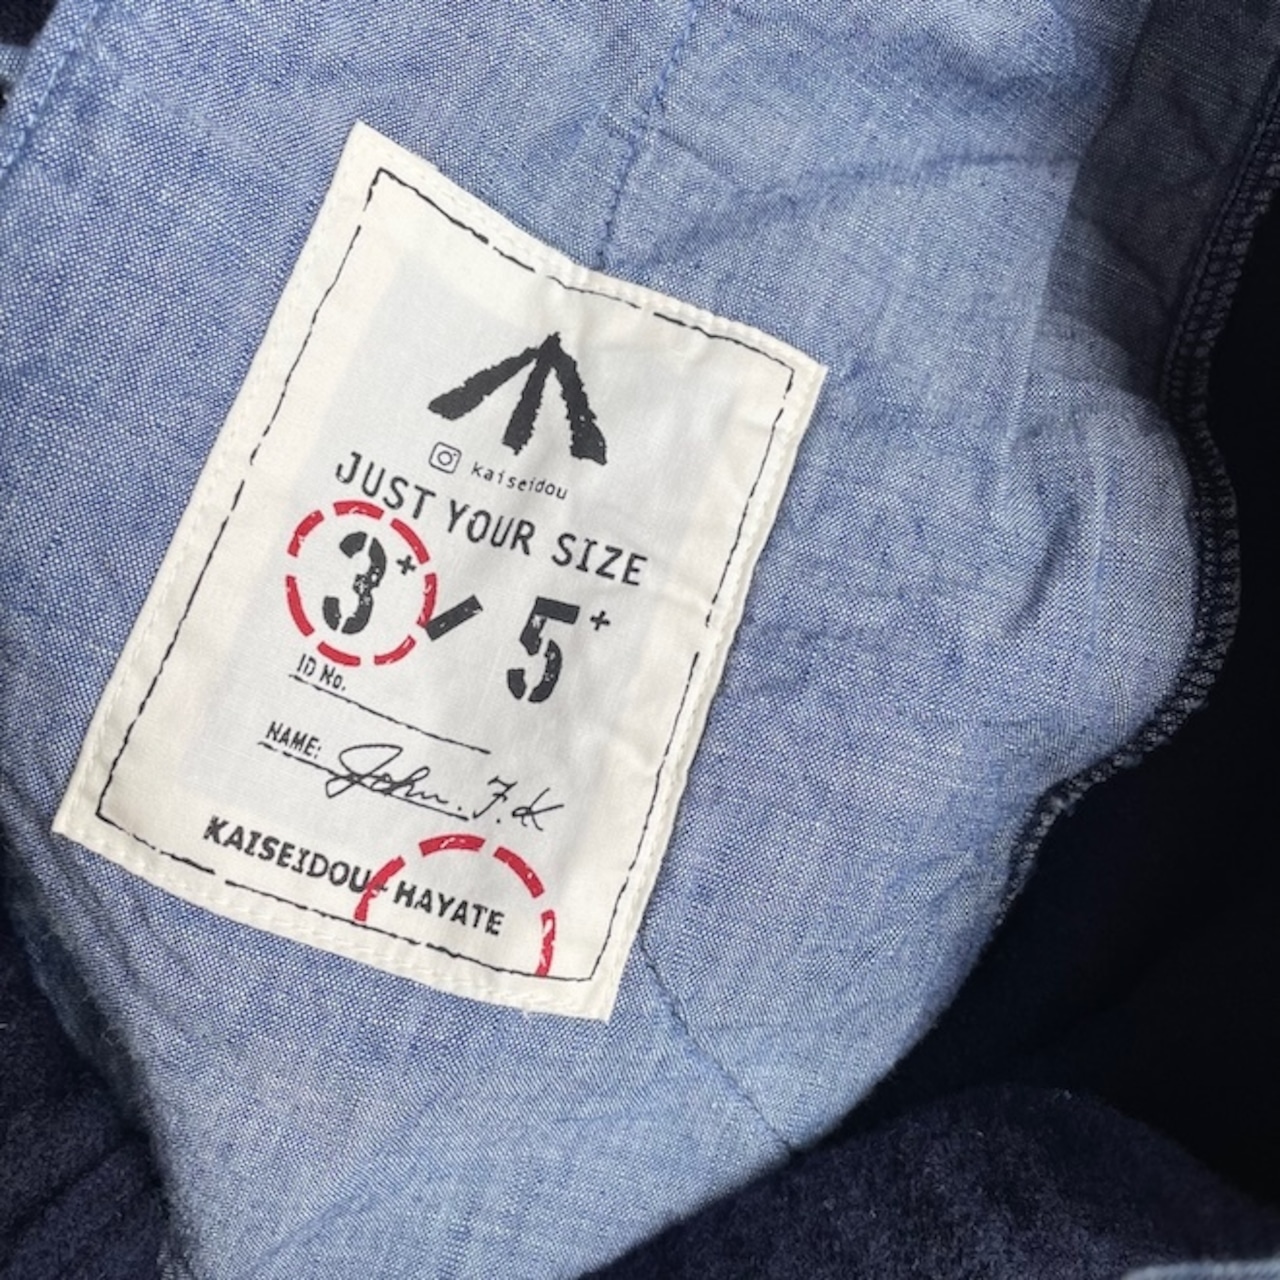 kaiseidou
JUST YOUR SIZE
3+ / 5+
ID No.
NAME: John. F. K
KAISEIDOU-HAYATE